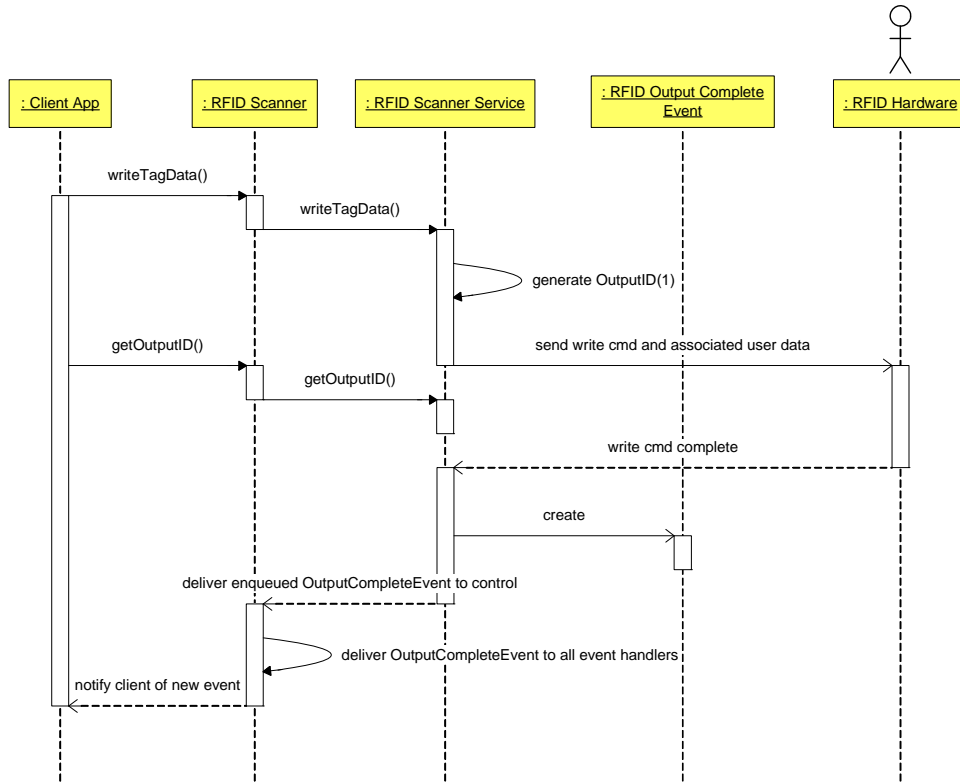 : Client App
: RFID Scanner
: RFID Scanner Service
: RFID Output Complete
Event
: RFID Hardware
writeTagData()
writeTagData()
generate OutputID(1)
getOutputID()
send write cmd and associated user data
getOutputID()
write cmd complete
create
deliver enqueued OutputCompleteEvent to control
deliver OutputCompleteEvent to all event handlers
notify client of new event